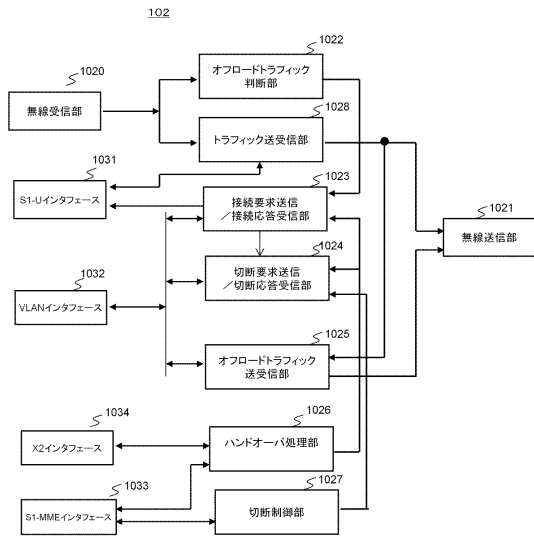 102
1022
オフロードトラフィック
判断部
1020
無線受信部
1028
トラフィック送受信部
1031
S1-Uインタフェース
1023
接続要求送信
／接続応答受信部
1021
無線送信部
1024
切断要求送信
／切断応答受信部
1032
VLANインタフェース
1025
オフロードトラフィック
送受信部
1026
ハンドオーバ処理部
1034
X2インタフェース
1033
S1-MMEインタフェース
1027
切断制御部